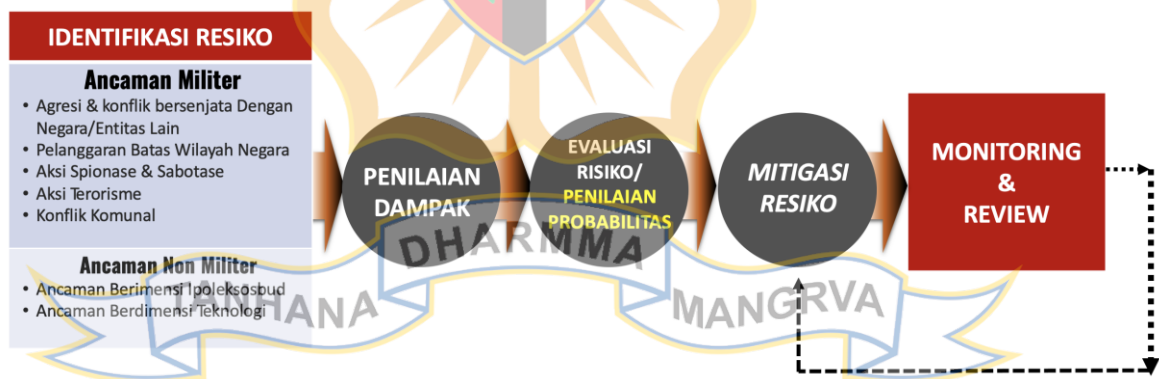 IDENTIFIKASI RESIKO
Ancaman Militer
• Agresi & konflik bersenjata Dengan
Negara/Entitas Lain
• Pelanggaran Batas Wilayah Negara
• Aksi Spionase & Sabotase
• Aksi Terorisme
• Konflik Komunal
Ancaman Non Militer
• Ancaman Berimensi Ipoleksosbud
• Ancaman Berdimensi Teknologi
PENILAIAN
DAMPAK
EVALUASI
RISIKO/
PENILAIAN
PROBABILITAS
MITIGASI
RESIKO
MONITORING
&
REVIEW
TANHANA DHARMMA MANGRVA